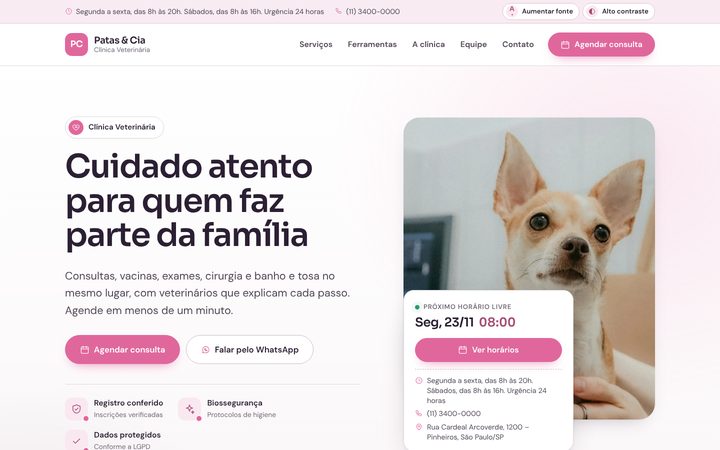 Segunda a sexta, das 8h às 20h. Sábados, das 8h às 16h. Urgência 24 horas
(11) 3400-0000
A Aumentar fonte
Alto contraste
PC
Patas & Cia
Clínica Veterinária
Serviços
Ferramentas
A clínica
Equipe
Contato
Agendar consulta
Clínica Veterinária
Cuidado atento
para quem faz
parte da família
Consultas, vacinas, exames, cirurgia e banho e tosa no
mesmo lugar, com veterinários que explicam cada passo.
Agende em menos de um minuto.
Agendar consulta
Falar pelo WhatsApp
Registro conferido
Inscrições verificadas
Biossegurança
Protocolos de higiene
Dados protegidos
Conforme a LGPD
PRÓXIMO HORÁRIO LIVRE
Seg, 23/11 08:00
Ver horários
Segunda a sexta, das 8h às 20h.
Sábados, das 8h às 16h. Urgência 24
horas
(11) 3400-0000
Rua Cardeal Arcoverde, 1200 –
Pinheiros, São Paulo/SP